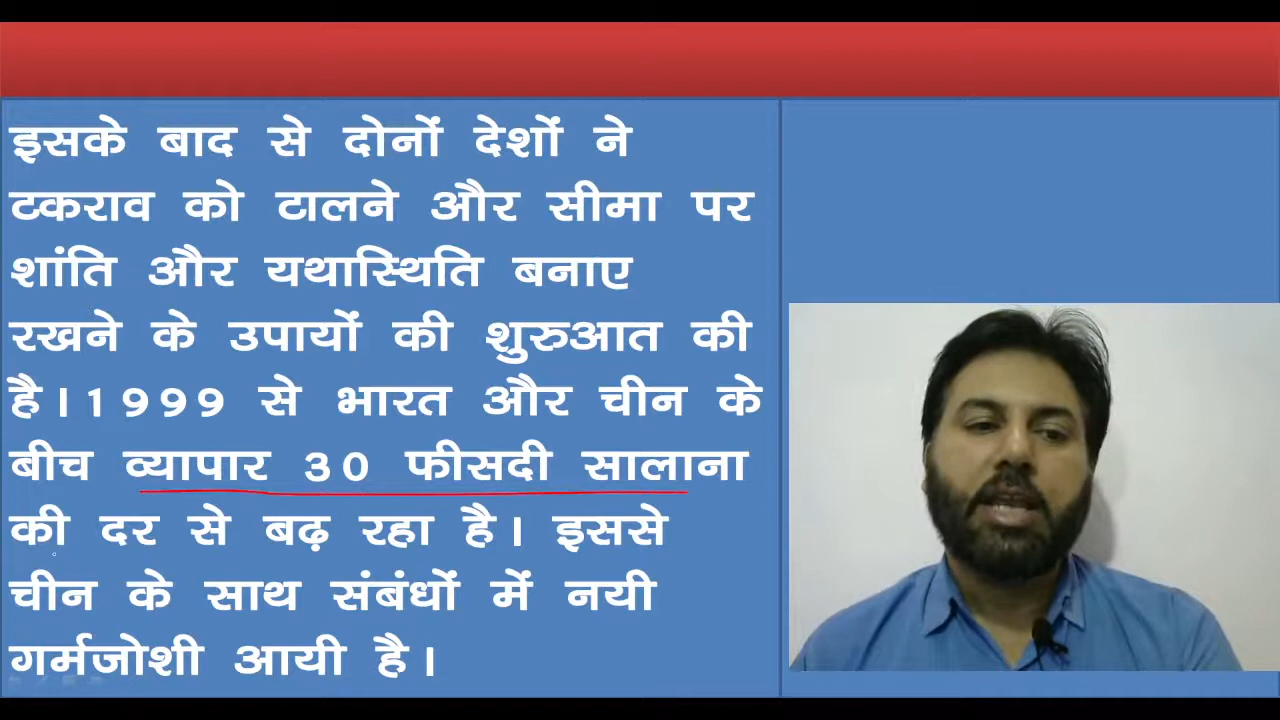 इसके बाद से दोनों देशों ने
टकराव को टालने और सीमा पर
शांति और यथास्थिति बनाए
रखने के उपायों की शुरुआत की
है।1999 से भारत और चीन के
बीच व्यापार 30 फीसदी सालाना
की दर से बढ़ रहा है। इससे
चीन के साथ संबंधों में नयी
गर्मजोशी आयी है।